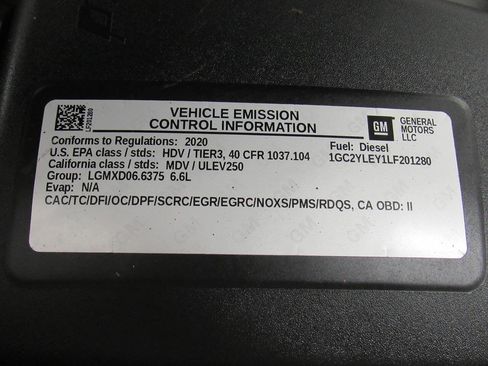 LF201280
VEHICLE EMISSION
CONTROL INFORMATION
GM
GENERAL
MOTORS
LLC
Conforms to Regulations: 2020
Fuel: Diesel
U.S. EPA class / stds: HDV / TIER3, 40 CFR 1037.104
1GC2YLEY1LF201280
California class / stds: MDV / ULEV250
Group: LGMXD06.6375 6.6L
Evap: N/A
CAC/TC/DFI/OC/DPF/SCRC/EGR/EGRC/NOXS/PMS/RDQS, CA OBD: II